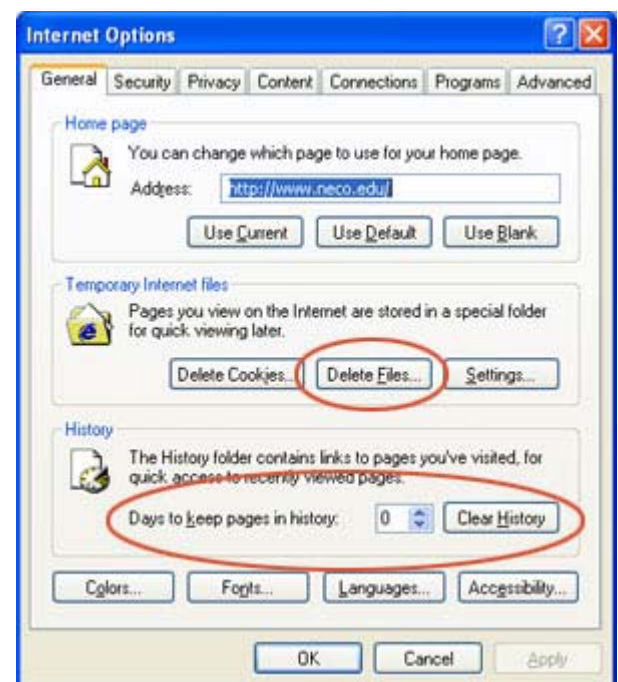 Internet Options
General Security Privacy Content Connections Programs Advanced
Home page
You can change which page to use for your home page.
Address: http://www.neco.edu/
Use Current Use Default Use Blank
Temporary Internet files
Pages you view on the Internet are stored in a special folder
for quick viewing later.
Delete Cookies... Delete Files... Settings...
History
The History folder contains links to pages you've visited, for
quick access to recently viewed pages.
Days to keep pages in history: 0 Clear History
Colors... Fonts... Languages... Accessibility...
OK Cancel Apply